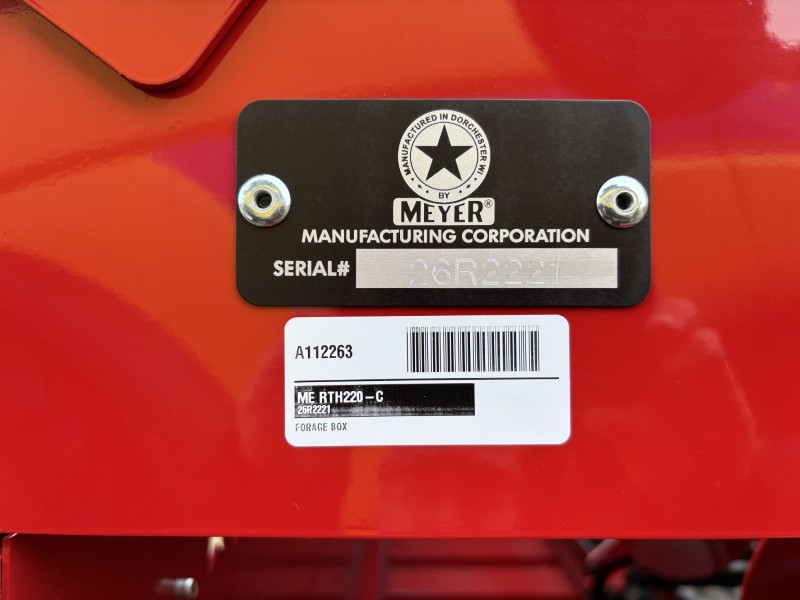 MANUFACTURED IN DORCHESTER WI
BY
MEYER®
MANUFACTURING CORPORATION
SERIAL# 26R2221
A112263
ME RTH220-C
26R2221
FORAGE BOX